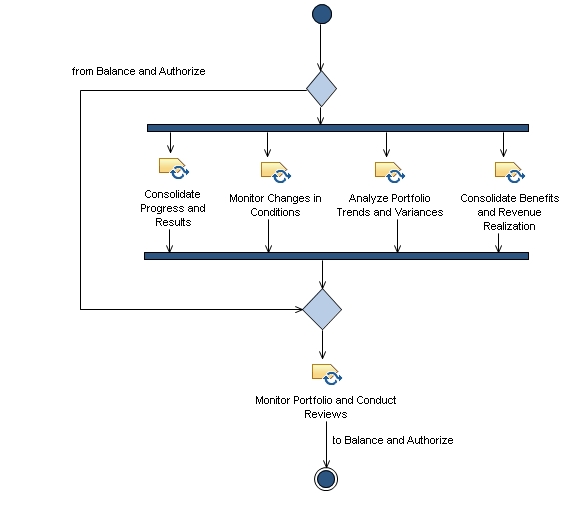 from Balance and Authorize
Consolidate
Progress and
Results
Monitor Changes in
Conditions
Analyze Portfolio
Trends and Variances
Consolidate Benefits
and Revenue
Realization
Monitor Portfolio and Conduct
Reviews
to Balance and Authorize